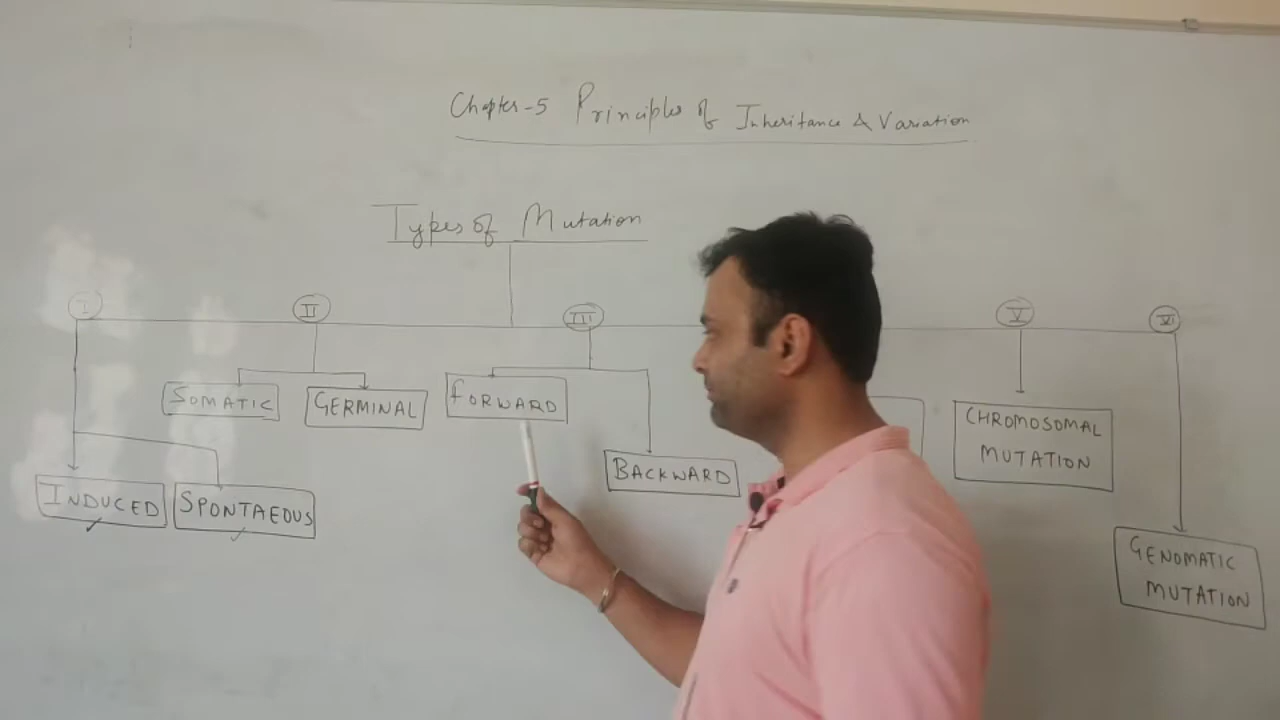 Chapter-5 Principles of Inheritance & Variation
Types of Mutation
I II III V VI
SOMATIC GERMINAL FORWARD
BACKWARD
CHROMOSOMAL
MUTATION
INDUCED SPONTAEOUS
GENOMATIC
MUTATION